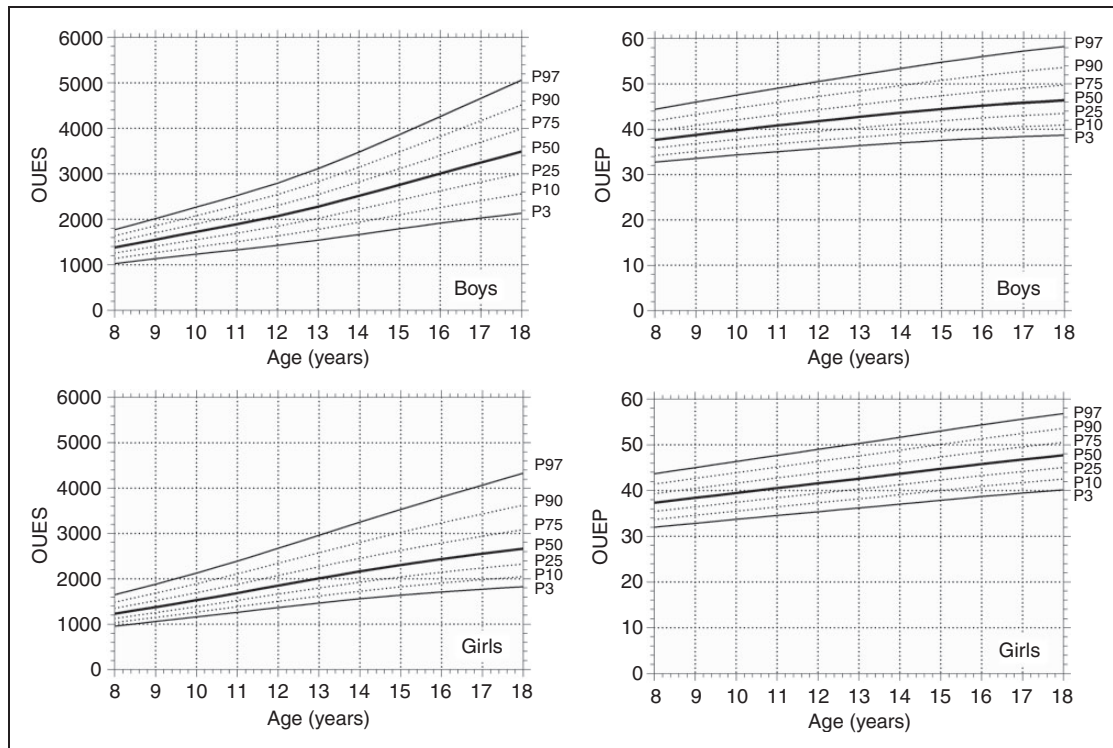 6000
5000
4000
3000
2000
1000
0
OUES
P97
P90
P75
P50
P25
P10
P3
Boys
8 9 10 11 12 13 14 15 16 17 18
Age (years)
60
50
40
30
20
10
0
OUEP
P97
P90
P75
P50
P25
P10
P3
Boys
8 9 10 11 12 13 14 15 16 17 18
Age (years)
6000
5000
4000
3000
2000
1000
0
OUES
P97
P90
P75
P50
P25
P10
P3
Girls
8 9 10 11 12 13 14 15 16 17 18
Age (years)
60
50
40
30
20
10
0
OUEP
P97
P90
P75
P50
P25
P10
P3
Girls
8 9 10 11 12 13 14 15 16 17 18
Age (years)